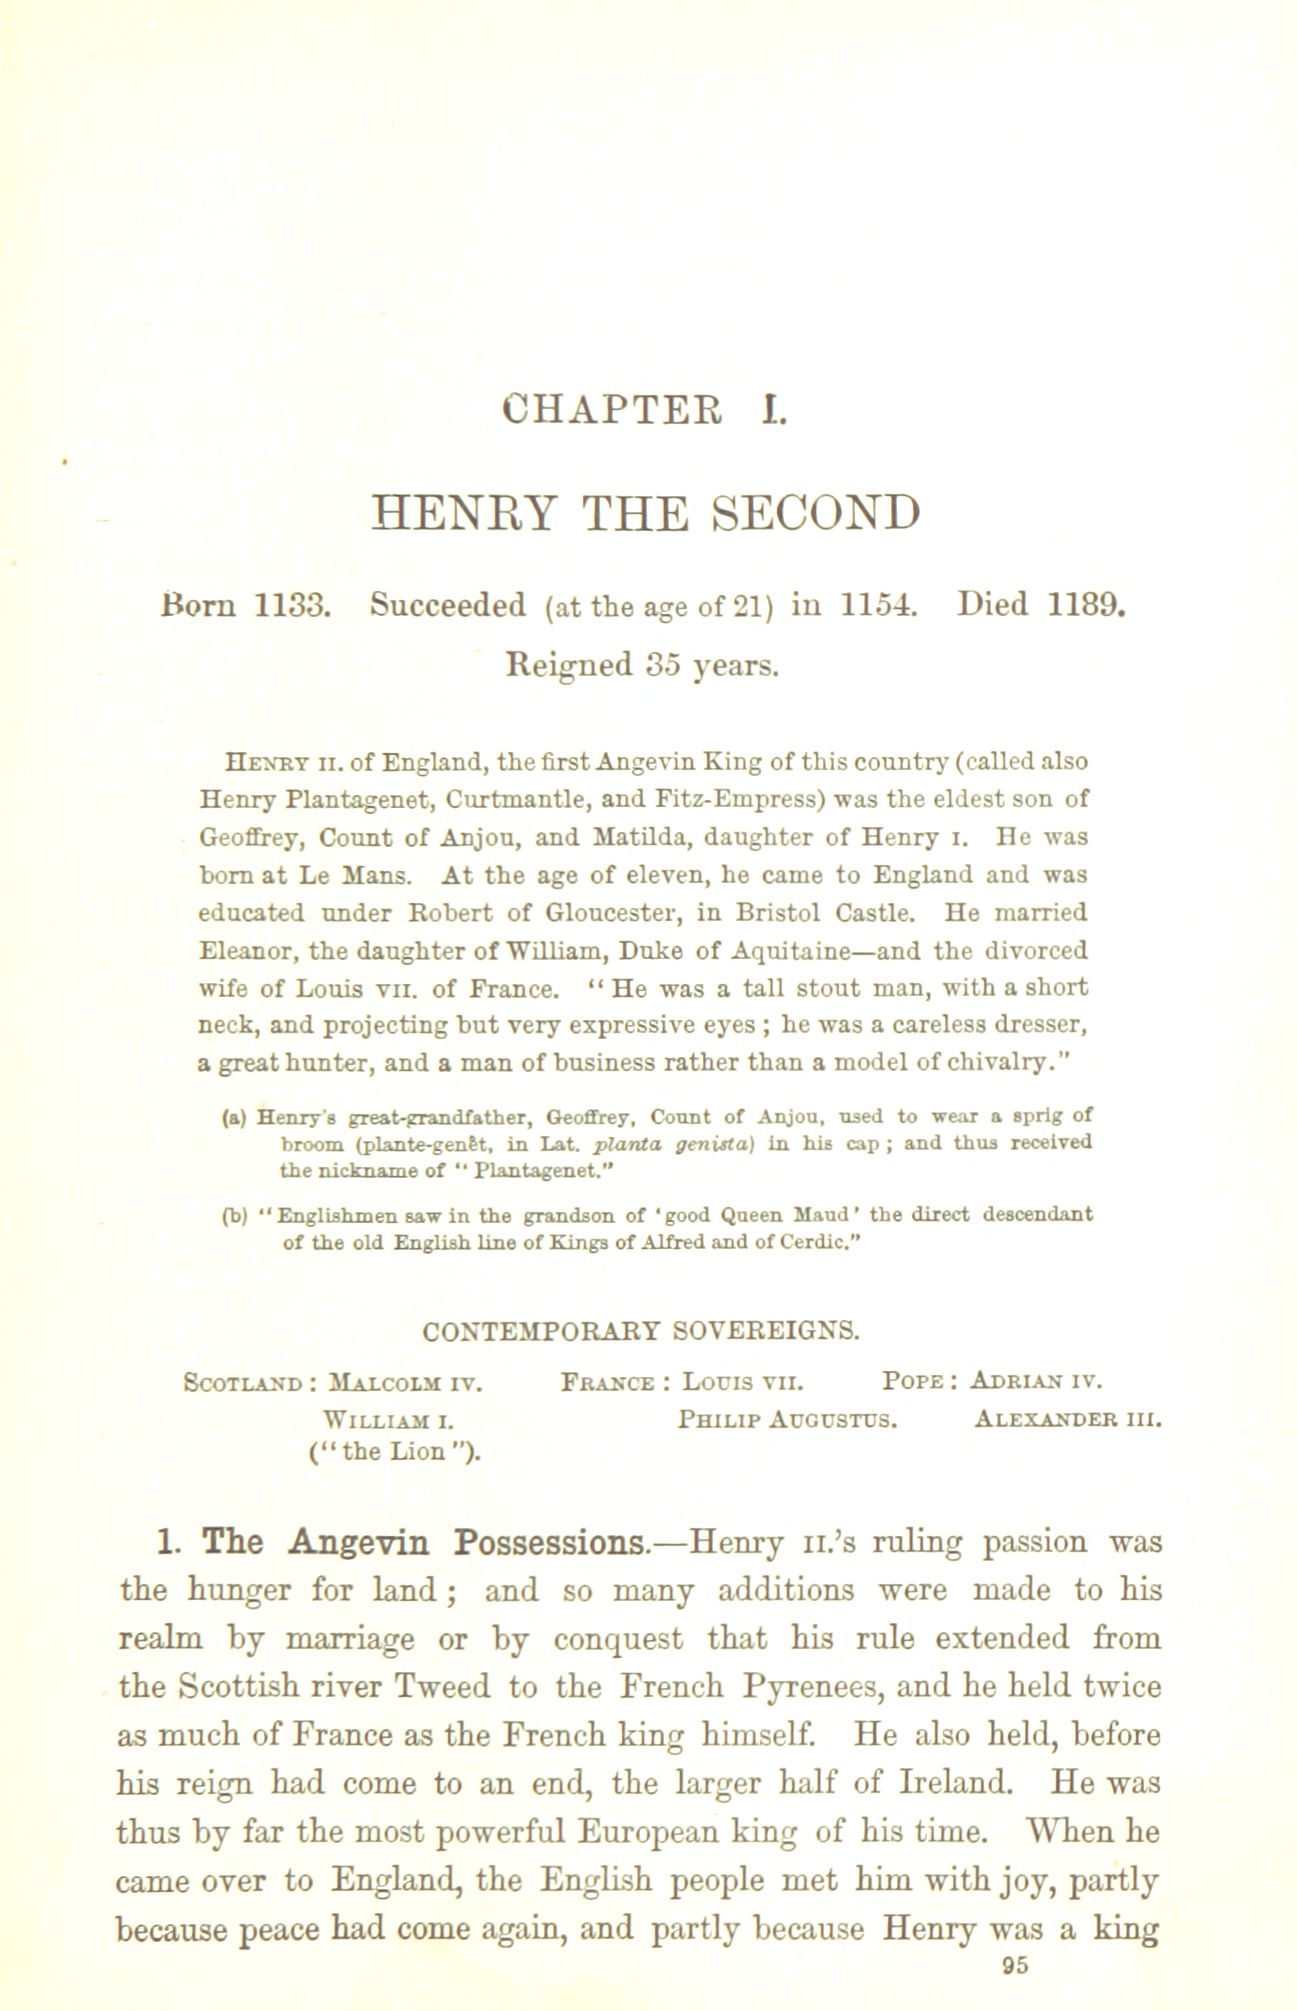 CHAPTER I.
HENRY THE SECOND
Born 1133. Succeeded (at the age of 21) in 1154. Died 1189.
Reigned 35 years.
HENRY II. of England, the first Angevin King of this country (called also
Henry Plantagenet, Curtmantle, and Fitz-Empress) was the eldest son of
Geoffrey, Count of Anjou, and Matilda, daughter of Henry I. He was
born at Le Mans. At the age of eleven, he came to England and was
educated under Robert of Gloucester, in Bristol Castle. He married
Eleanor, the daughter of William, Duke of Aquitaine—and the divorced
wife of Louis VII. of France. “He was a tall stout man, with a short
neck, and projecting but very expressive eyes; he was a careless dresser,
a great hunter, and a man of business rather than a model of chivalry.”
(a) Henry's great-grandfather, Geoffrey, Count of Anjou, used to wear a sprig of
broom (plante-genêt, in Lat. planta genista) in his cap; and thus received
the nickname of “Plantagenet.”
(b) “Englishmen saw in the grandson of ‘good Queen Maud’ the direct descendant
of the old English line of Kings of Alfred and of Cerdic.”
CONTEMPORARY SOVEREIGNS.
SCOTLAND: MALCOLM IV. FRANCE: LOUIS VII. POPE: ADRIAN IV.
WILLIAM I. PHILIP AUGUSTUS. ALEXANDER III.
(“the Lion”).
1. The Angevin Possessions.—Henry II.’s ruling passion was
the hunger for land; and so many additions were made to his
realm by marriage or by conquest that his rule extended from
the Scottish river Tweed to the French Pyrenees, and he held twice
as much of France as the French king himself. He also held, before
his reign had come to an end, the larger half of Ireland. He was
thus by far the most powerful European king of his time. When he
came over to England, the English people met him with joy, partly
because peace had come again, and partly because Henry was a king
95